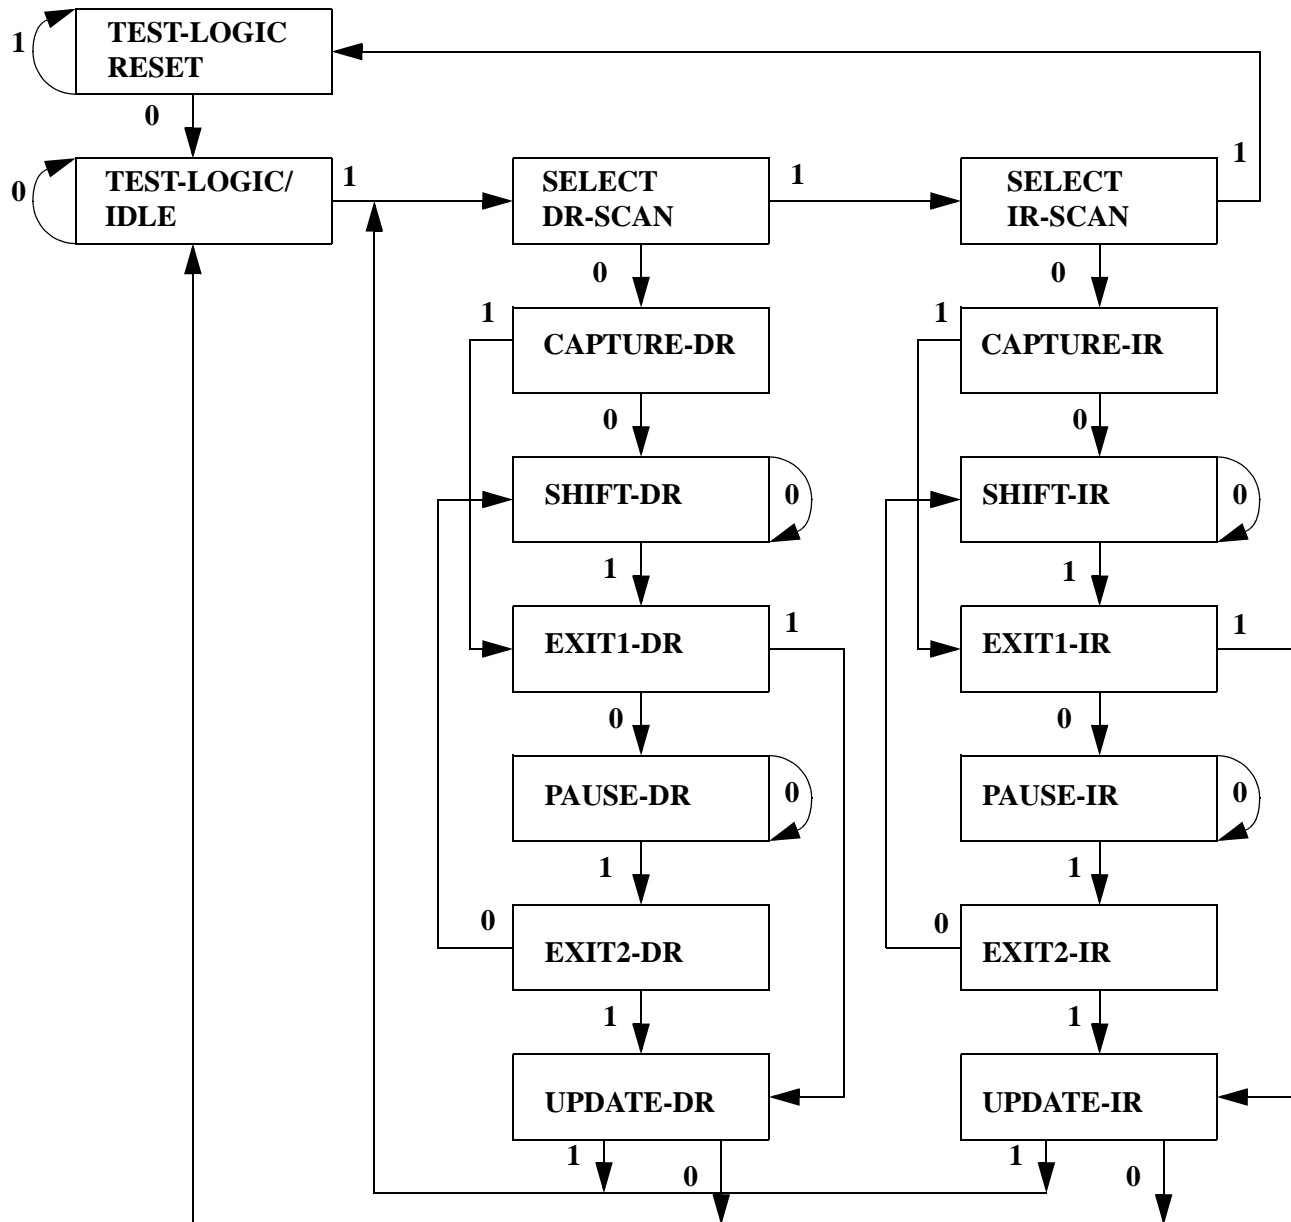 1
TEST-LOGIC
RESET
0
0
TEST-LOGIC/
IDLE
1
SELECT
DR-SCAN
1
SELECT
IR-SCAN
1
0
0
1
CAPTURE-DR
1
CAPTURE-IR
0
0
SHIFT-DR
0
SHIFT-IR
0
1
1
EXIT1-DR
1
EXIT1-IR
1
0
0
PAUSE-DR
0
PAUSE-IR
0
1
1
0
EXIT2-DR
0
EXIT2-IR
1
1
UPDATE-DR
UPDATE-IR
1
0
1
0